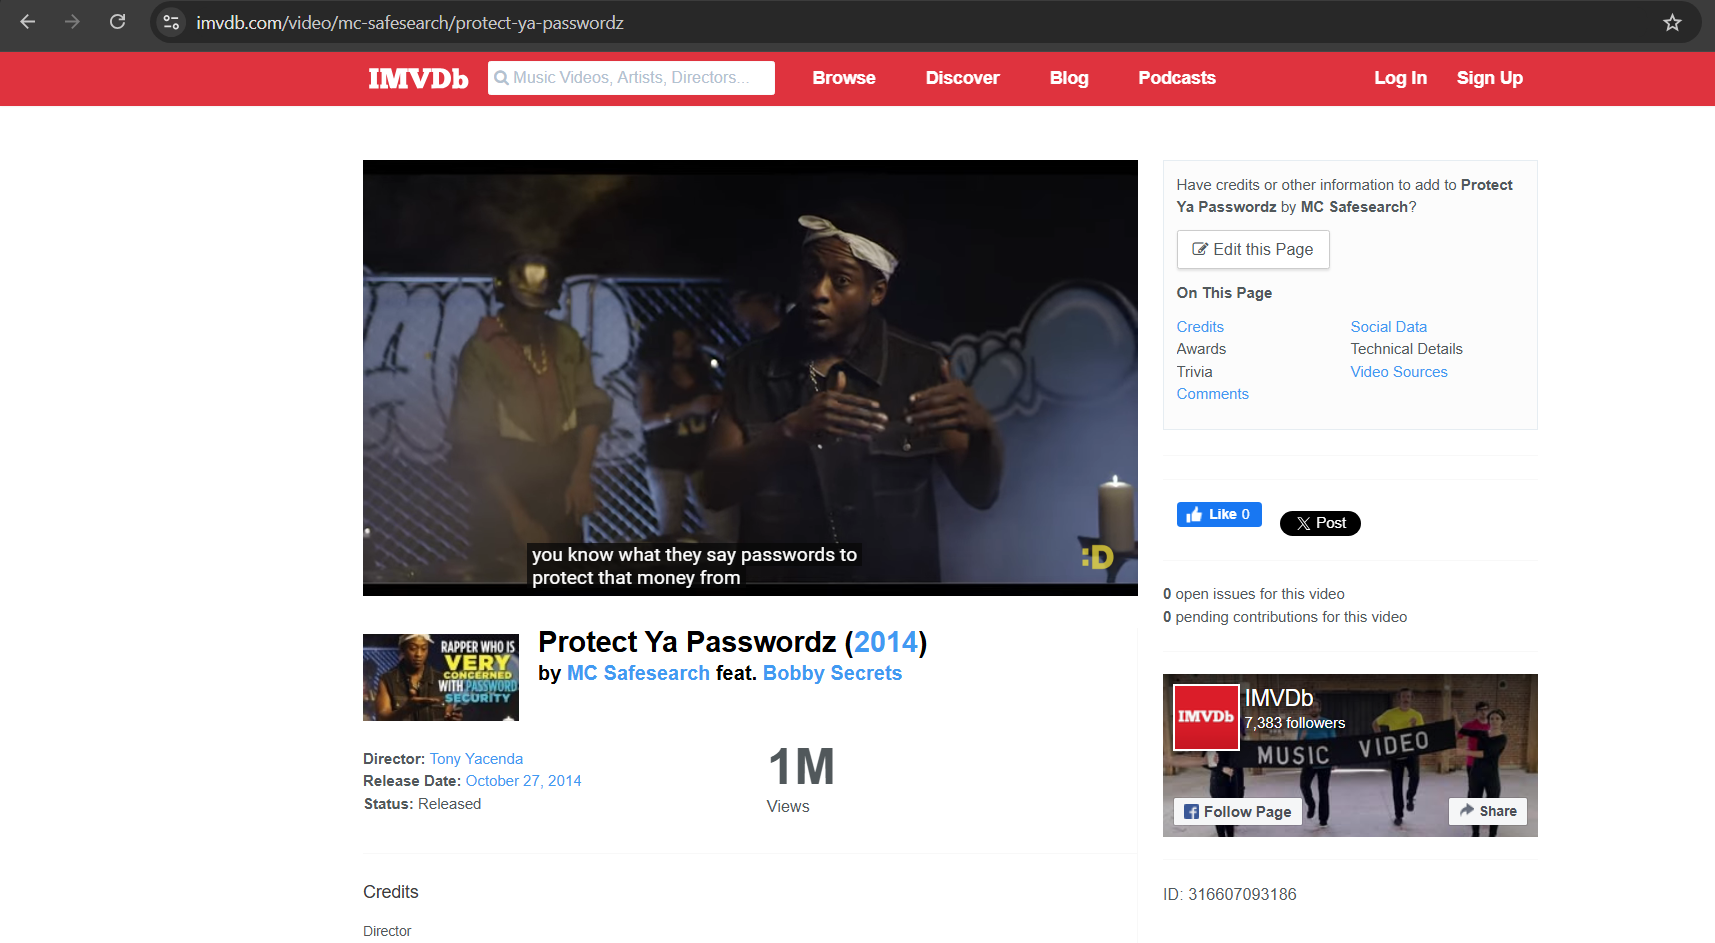 imvdb.com/video/mc-safesearch/protect-ya-passwordz
IMVDb
Music Videos, Artists, Directors...
Browse
Discover
Blog
Podcasts
Log In
Sign Up
you know what they say passwords to
protect that money from
:D
Have credits or other information to add to Protect
Ya Passwordz by MC Safesearch?
Edit this Page
On This Page
Credits
Awards
Trivia
Comments
Social Data
Technical Details
Video Sources
Like 0
Post
0 open issues for this video
0 pending contributions for this video
RAPPER WHO IS
VERY
CONCERNED
WITH PASSWORD
SECURITY
Protect Ya Passwordz (2014)
by MC Safesearch feat. Bobby Secrets
Director: Tony Yacenda
Release Date: October 27, 2014
Status: Released
1M
Views
IMVDb
IMVDb
7,383 followers
MUSIC VIDEO
Follow Page
Share
Credits
Director
ID: 316607093186